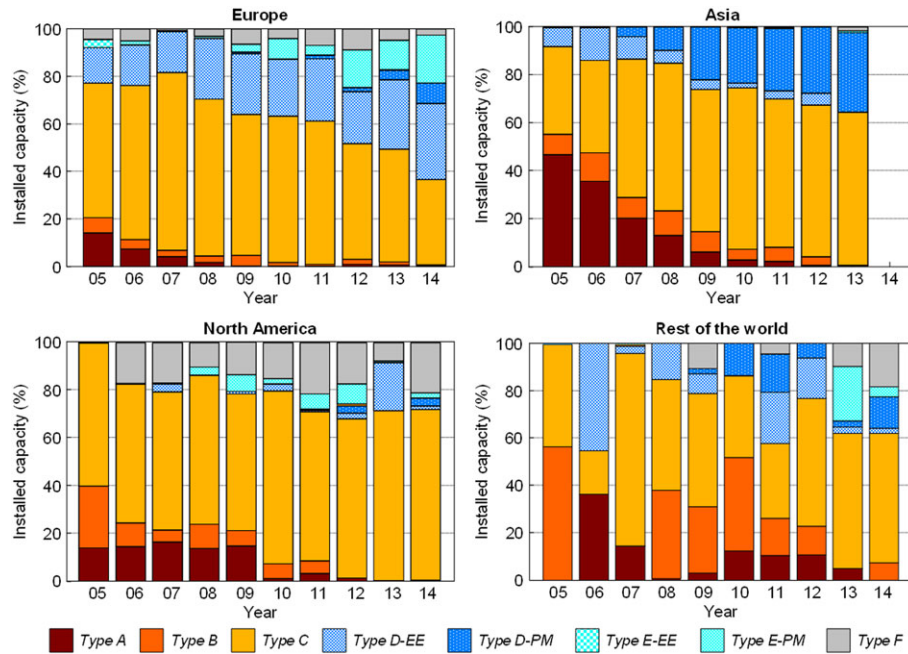 Europe
Installed capacity (%)
100
80
60
40
20
0
05 06 07 08 09 10 11 12 13 14
Year
Asia
Installed capacity (%)
100
80
60
40
20
0
05 06 07 08 09 10 11 12 13 14
Year
North America
Installed capacity (%)
100
80
60
40
20
0
05 06 07 08 09 10 11 12 13 14
Year
Rest of the world
Installed capacity (%)
100
80
60
40
20
0
05 06 07 08 09 10 11 12 13 14
Year
Type A Type B Type C Type D-EE Type D-PM Type E-EE Type E-PM Type F